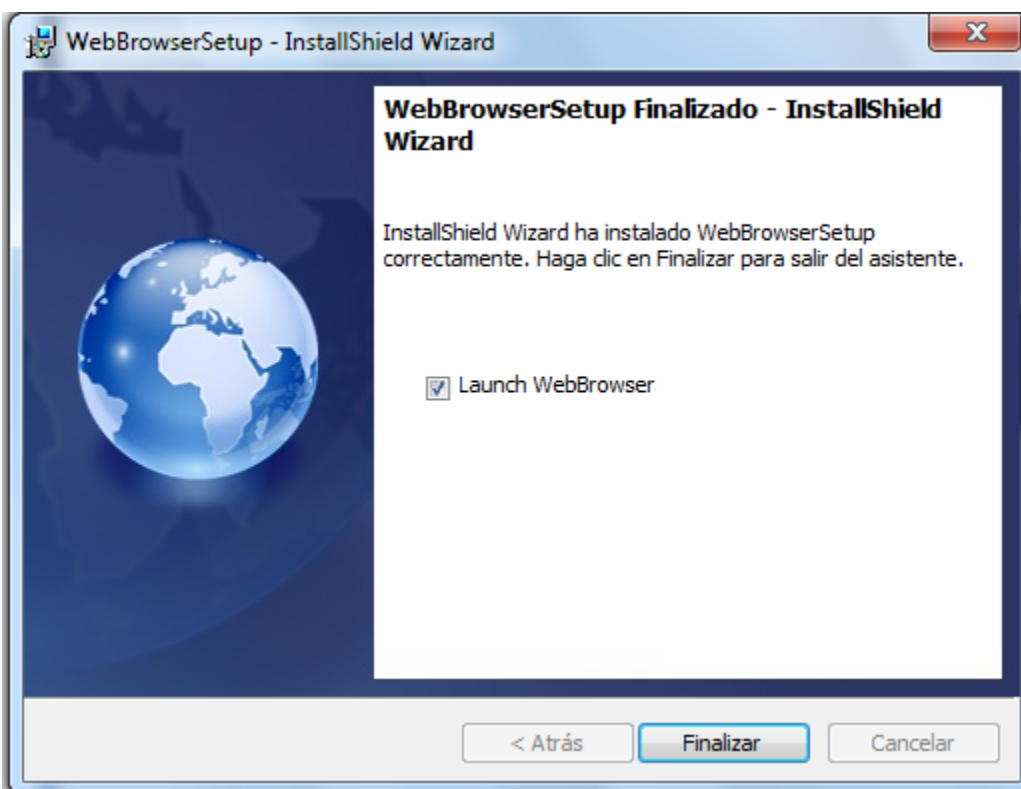 WebBrowserSetup - InstallShield Wizard
WebBrowserSetup Finalizado - InstallShield
Wizard
InstallShield Wizard ha instalado WebBrowserSetup
correctamente. Haga clic en Finalizar para salir del asistente.
Launch WebBrowser
< Atrás
Finalizar
Cancelar